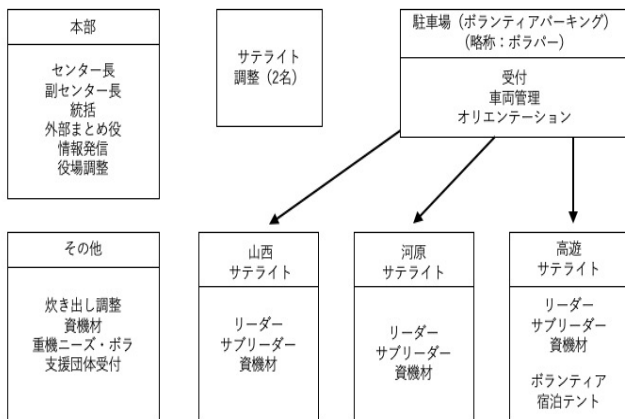 本部
センター長
副センター長
統括
外部まとめ役
情報発信
役場調整
サテライト
調整（2名）
駐車場（ボランティアパーキング）
（略称：ボラパー）
受付
車両管理
オリエンテーション
その他
炊き出し調整
資機材
重機ニーズ・ボラ
支援団体受付
山西
サテライト
リーダー
サブリーダー
資機材
河原
サテライト
リーダー
サブリーダー
資機材
高遊
サテライト
リーダー
サブリーダー
資機材
ボランティア
宿泊テント